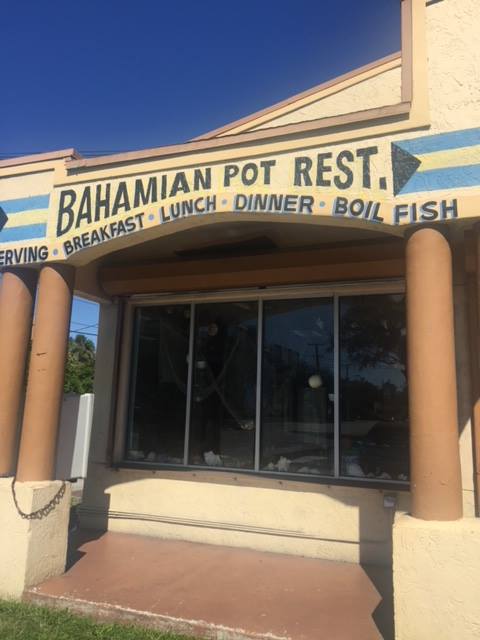 BAHAMIAN POT REST.
ERVING • BREAKFAST • LUNCH • DINNER • BOIL FISH